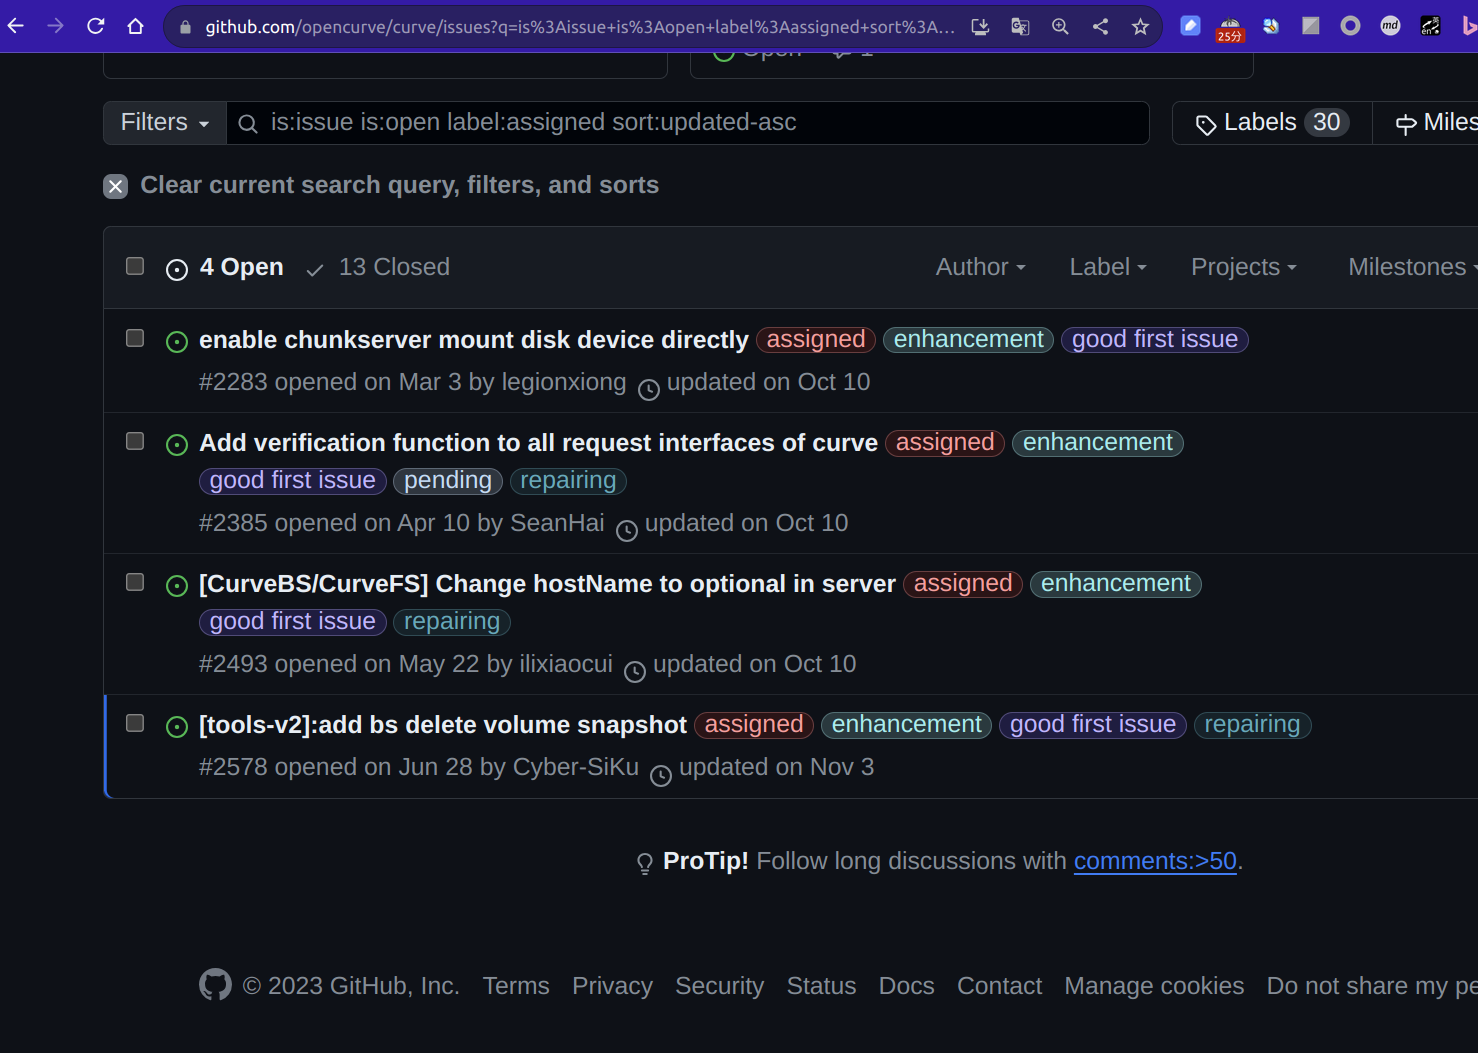 github.com/opencurve/curve/issues?q=is%3Aissue+is%3Aopen+label%3Aassigned+sort%3A...
25分
md
en
Open 1
Filters is:issue is:open label:assigned sort:updated-asc Labels 30 Miles
Clear current search query, filters, and sorts
4 Open 13 Closed Author Label Projects Milestones
enable chunkserver mount disk device directly assigned enhancement good first issue
#2283 opened on Mar 3 by legionxiong updated on Oct 10
Add verification function to all request interfaces of curve assigned enhancement
good first issue pending repairing
#2385 opened on Apr 10 by SeanHai updated on Oct 10
[CurveBS/CurveFS] Change hostName to optional in server assigned enhancement
good first issue repairing
#2493 opened on May 22 by ilixiaocui updated on Oct 10
[tools-v2]:add bs delete volume snapshot assigned enhancement good first issue repairing
#2578 opened on Jun 28 by Cyber-SiKu updated on Nov 3
ProTip! Follow long discussions with comments:>50.
© 2023 GitHub, Inc. Terms Privacy Security Status Docs Contact Manage cookies Do not share my pe